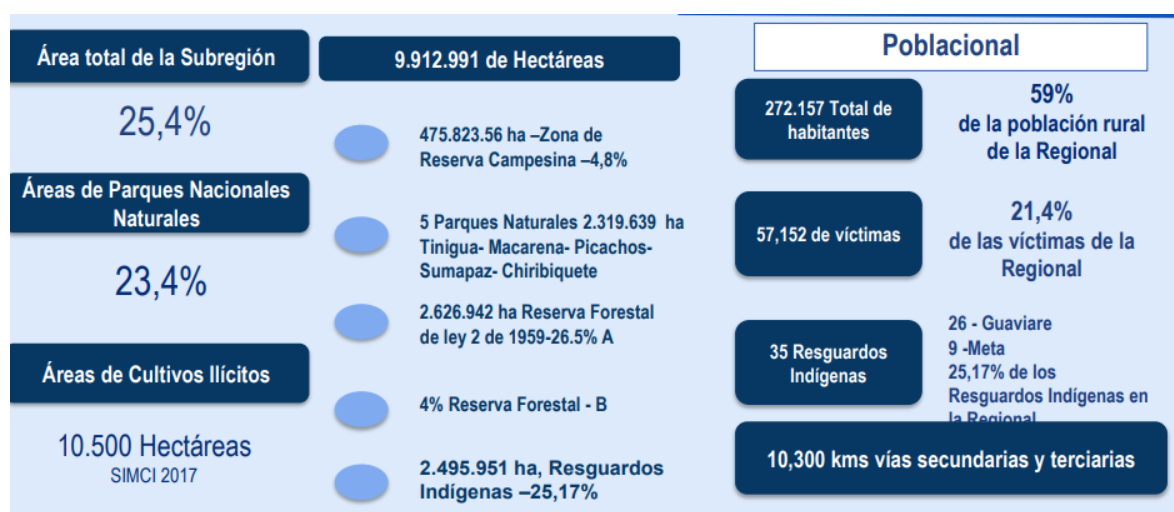 Área total de la Subregión
25,4%
Áreas de Parques Nacionales
Naturales
23,4%
Áreas de Cultivos Ilícitos
10.500 Hectáreas
SIMCI 2017
9.912.991 de Hectáreas
475.823.56 ha –Zona de
Reserva Campesina –4,8%
5 Parques Naturales 2.319.639 ha
Tinigua- Macarena- Picachos-
Sumapaz- Chiribiquete
2.626.942 ha Reserva Forestal
de ley 2 de 1959-26.5% A
4% Reserva Forestal - B
2.495.951 ha, Resguardos
Indígenas –25,17%
Poblacional
272.157 Total de
habitantes
59%
de la población rural
de la Regional
57,152 de víctimas
21,4%
de las víctimas de la
Regional
35 Resguardos
Indígenas
26 - Guaviare
9 -Meta
25,17% de los
Resguardos Indígenas en
la Regional
10,300 kms vías secundarias y terciarias